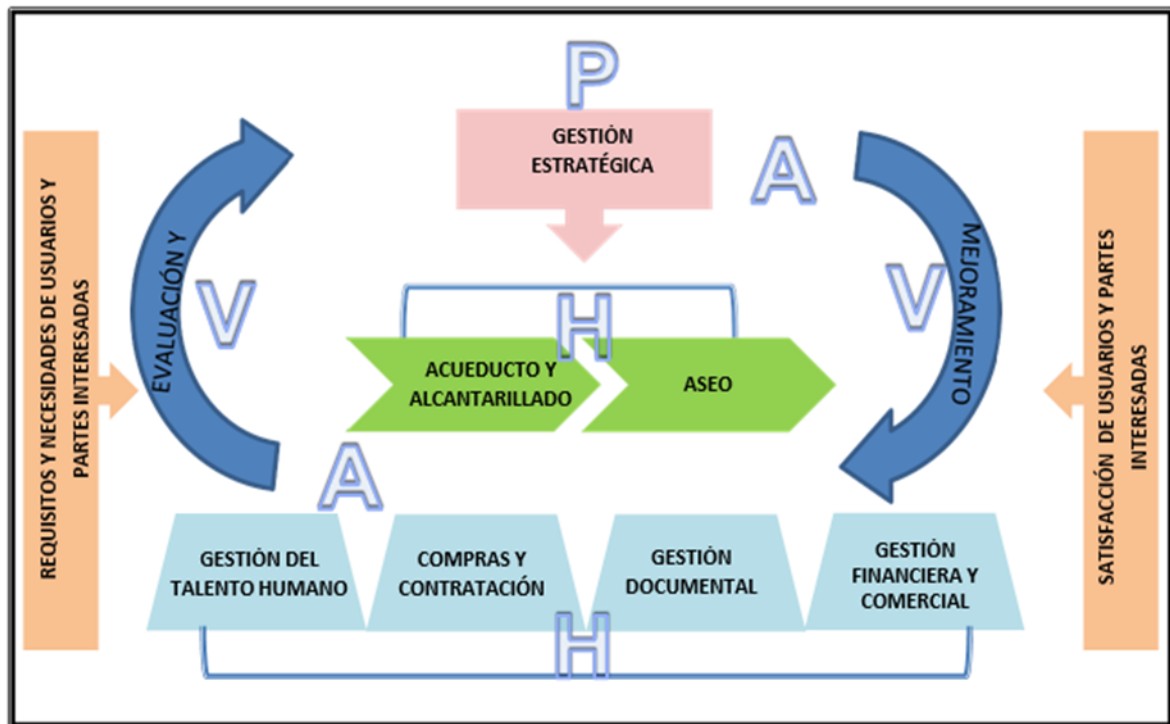 P
GESTIÓN
ESTRATÉGICA
A
REQUISITOS Y NECESIDADES DE USUARIOS Y
PARTES INTERESADAS
EVALUACIÓN Y
V
H
V
MEJORAMIENTO
SATISFACCIÓN DE USUARIOS Y PARTES
INTERESADAS
ACUEDUCTO Y
ALCANTARILLADO
ASEO
A
GESTIÓN DEL
TALENTO HUMANO
COMPRAS Y
CONTRATACIÓN
GESTIÓN
DOCUMENTAL
GESTIÓN
FINANCIERA Y
COMERCIAL
H